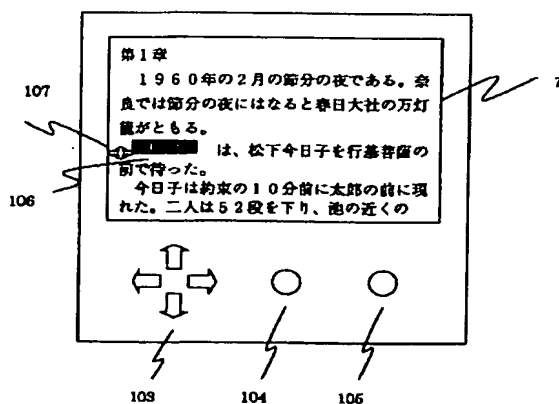 第1章
1960年の2月の節分の夜である。奈
良では節分の夜にはなると春日大社の万灯
籠がともる。
は、松下今日子を行基菩薩の
前で待った。
今日子は約束の10分前に太郎の前に現
れた。二人は52段を下り、池の近くの
107
7
106
103
104
105